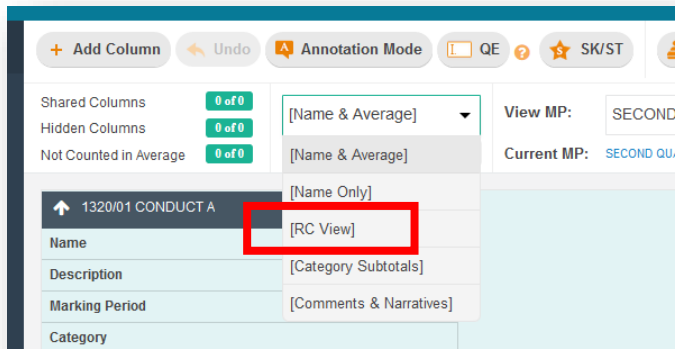 + Add Column Undo A Annotation Mode QE ? S SK/ST
Shared Columns 0 of 0
Hidden Columns 0 of 0
Not Counted in Average 0 of 0
[Name & Average]
View MP: SECOND
Current MP: SECOND QU
[Name & Average]
[Name Only]
[RC View]
[Category Subtotals]
[Comments & Narratives]
1320/01 CONDUCT A
Name
Description
Marking Period
Category